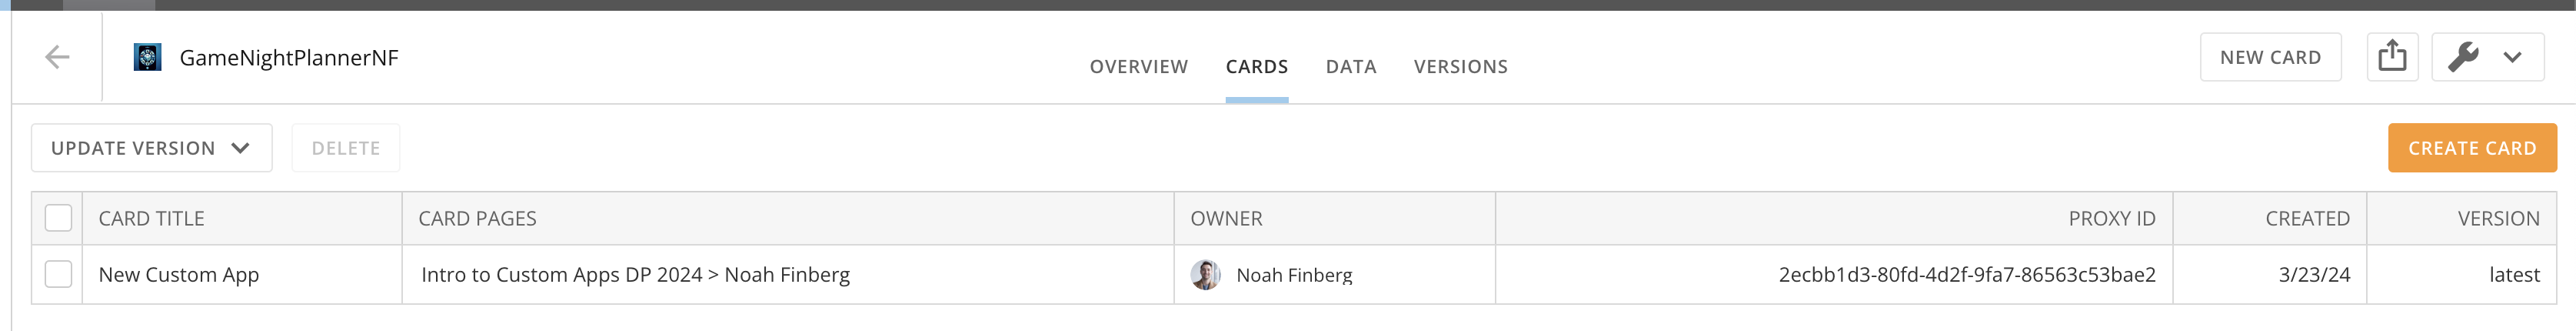 GameNightPlannerNF
OVERVIEW CARDS DATA VERSIONS
NEW CARD
UPDATE VERSION DELETE
CREATE CARD
CARD TITLE CARD PAGES OWNER PROXY ID CREATED VERSION
New Custom App Intro to Custom Apps DP 2024 > Noah Finberg Noah Finberg 2ecbb1d3-80fd-4d2f-9fa7-86563c53bae2 3/23/24 latest